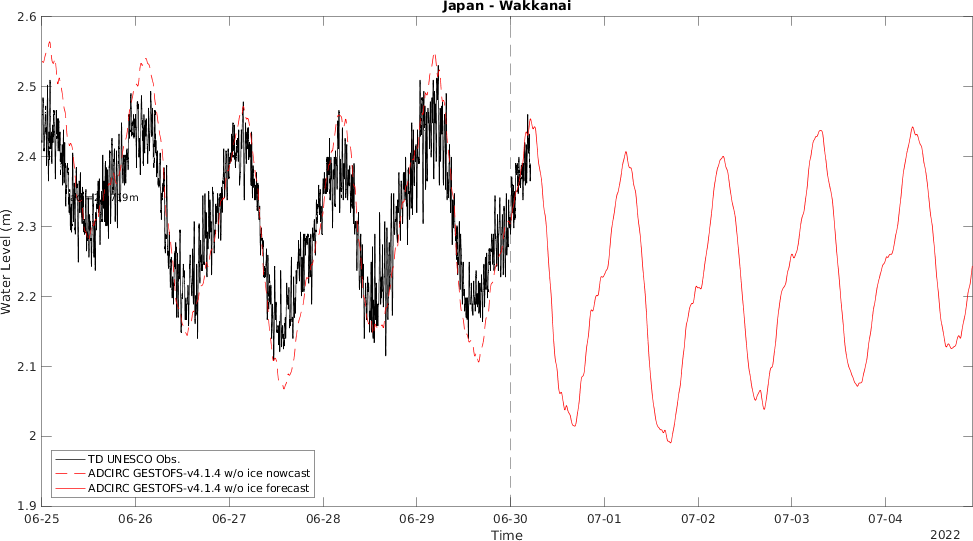 Japan - Wakkanai
2.6
2.5
2.4
2.3
2.2
2.1
2
1.9
Water Level (m)
TD UNESCO Obs.
ADCIRC GESTOFS-v4.1.4 w/o ice nowcast
ADCIRC GESTOFS-v4.1.4 w/o ice forecast
06-25 06-26 06-27 06-28 06-29 06-30 07-01 07-02 07-03 07-04
Time
2022